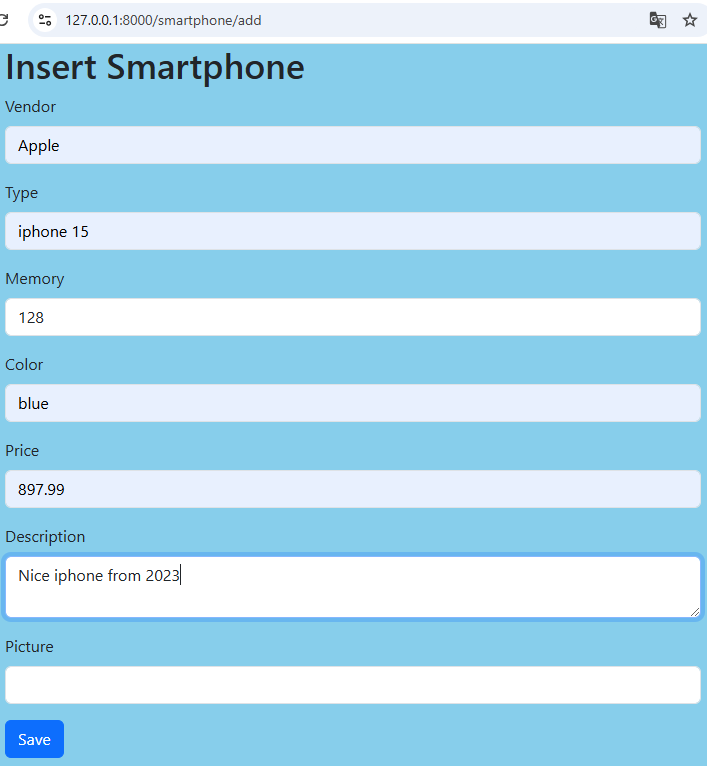 127.0.0.1:8000/smartphone/add
Insert Smartphone
Vendor
Apple
Type
iphone 15
Memory
128
Color
blue
Price
897.99
Description
Nice iphone from 2023
Picture
Save